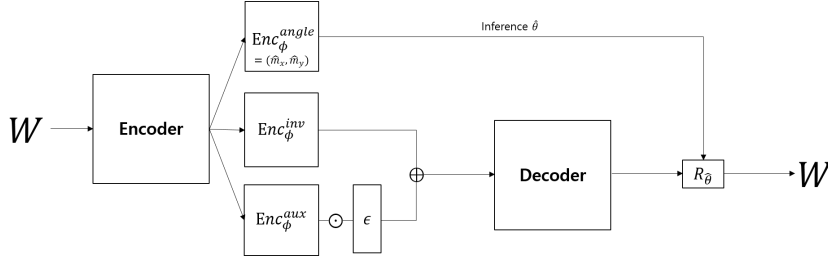 W
Encoder
Enc_ϕ^{angle}
= (m̂_x, m̂_y)
Enc_ϕ^{inv}
Enc_ϕ^{aux}
⊙
ϵ
⊕
Decoder
Inference θ̂
R_θ̂
W